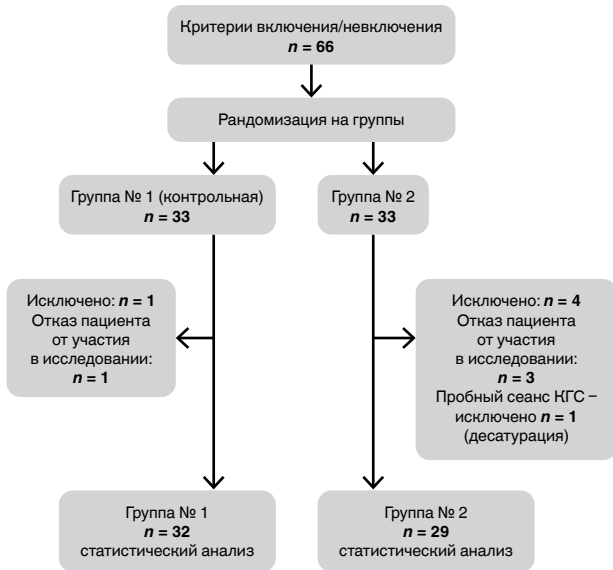 Критерии включения/невключения
n = 66
Рандомизация на группы
Группа № 1 (контрольная)
n = 33
Группа № 2
n = 33
Исключено: n = 1
Отказ пациента
от участия
в исследовании:
n = 1
Исключено: n = 4
Отказ пациента
от участия
в исследовании:
n = 3
Пробный сеанс КГС –
исключено n = 1
(десатурация)
Группа № 1
n = 32
статистический анализ
Группа № 2
n = 29
статистический анализ